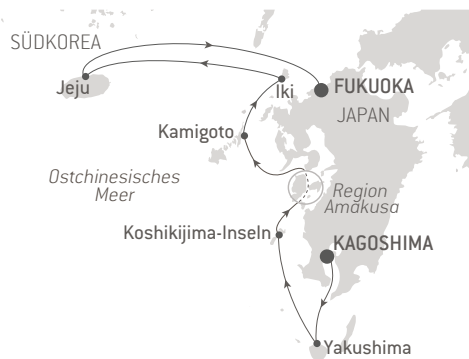 SÜDKOREA
Jeju
Iki
FUKUOKA
JAPAN
Kamigoto
Ostchinesisches
Meer
Region
Amakusa
Koshikijima-Inseln
KAGOSHIMA
Yakushima